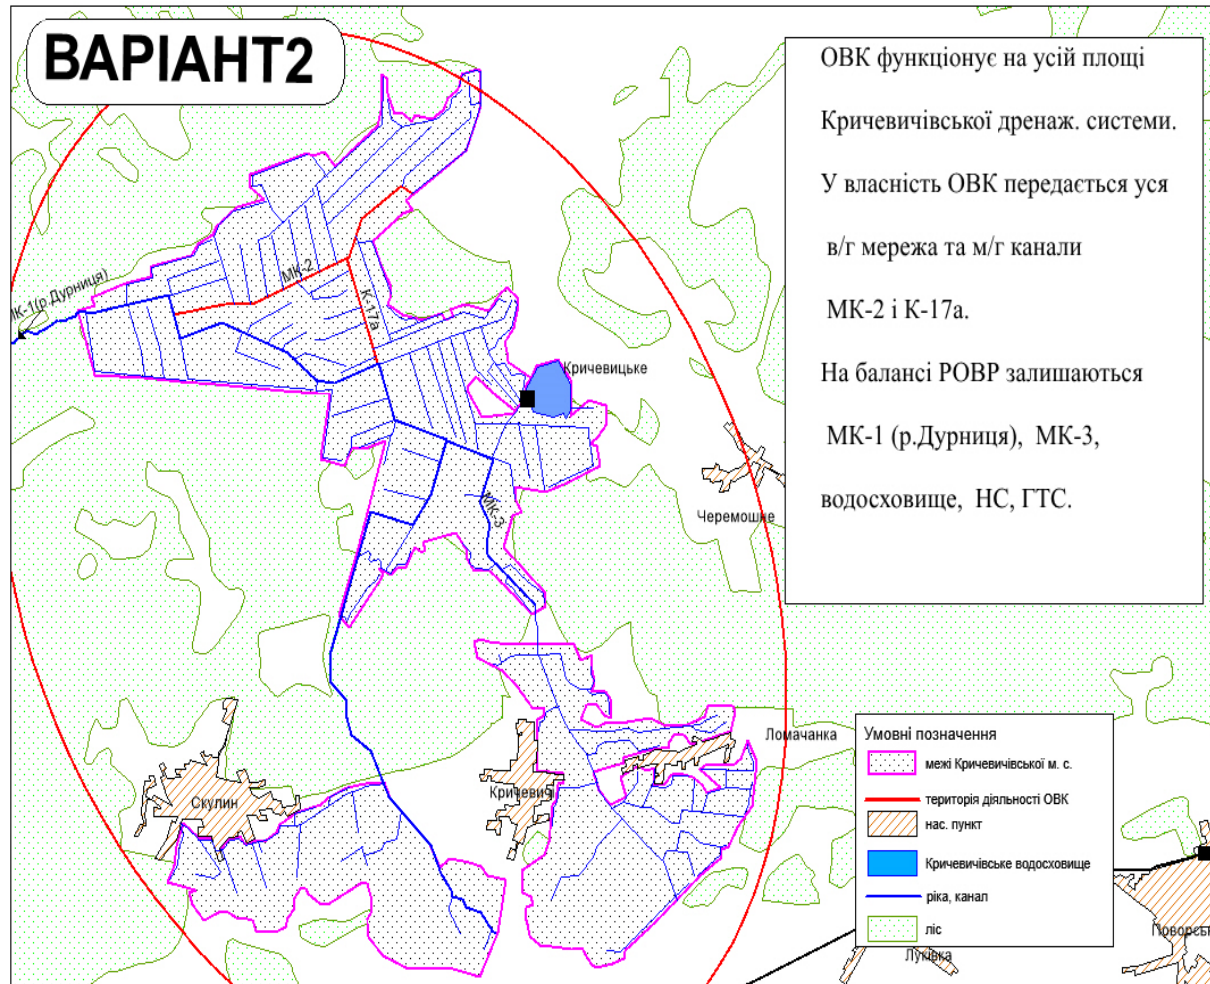 ВАРІАНТ2
ОВК функціонує на усій площі
Кричевичівської дренаж. системи.
У власність ОВК передається уся
в/г мережа та м/г канали
МК-2 і К-17а.
На балансі РОВР залишаються
МК-1 (р.Дурниця), МК-3,
водосховище, НС, ГТС.
МК-2
МК-1(р.Дурниця)
К-17а
Кричевицьке
МК-3
Черемошне
Ломачанка
Скулин
Кричевичі
Умовні позначення
межі Кричевичівської м. с.
територія діяльності ОВК
нас. пункт
Кричевичівське водосховище
ріка, канал
ліс
Луківка